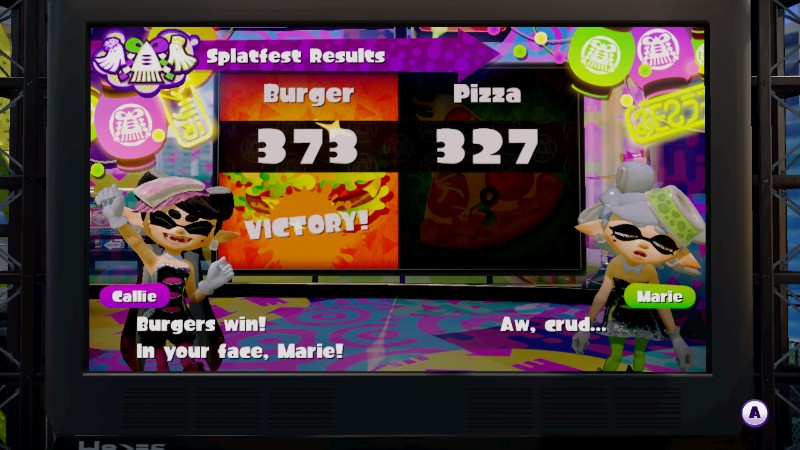 Splatfest Results
Burger
Pizza
373
327
VICTORY!
Callie
Marie
Burgers win!
In your face, Marie!
Aw, crud...
A